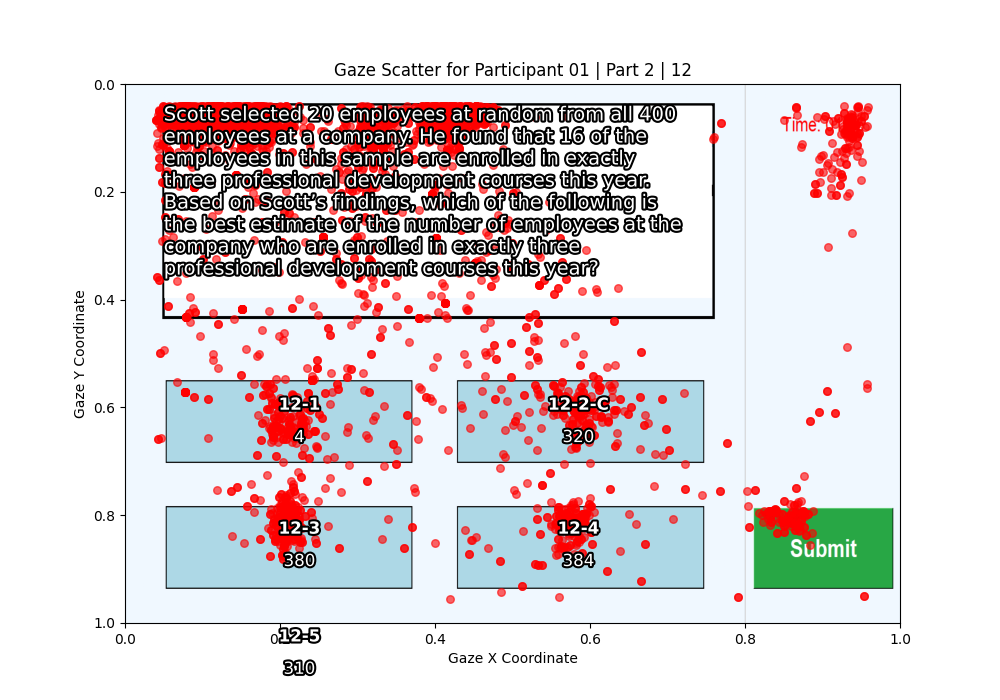 Gaze Scatter for Participant 01 | Part 2 | 12
Scott selected 20 employees at random from all 400
employees at a company. He found that 16 of the
employees in this sample are enrolled in exactly
three professional development courses this year.
Based on Scott's findings, which of the following is
the best estimate of the number of employees at the
company who are enrolled in exactly three
professional development courses this year?
Time:
12-1
4
12-2-C
320
12-3
380
12-4
384
Submit
12-5
310
0.0
0.2
0.4
0.6
0.8
1.0
Gaze Y Coordinate
0.0
0.4
0.6
0.8
1.0
Gaze X Coordinate